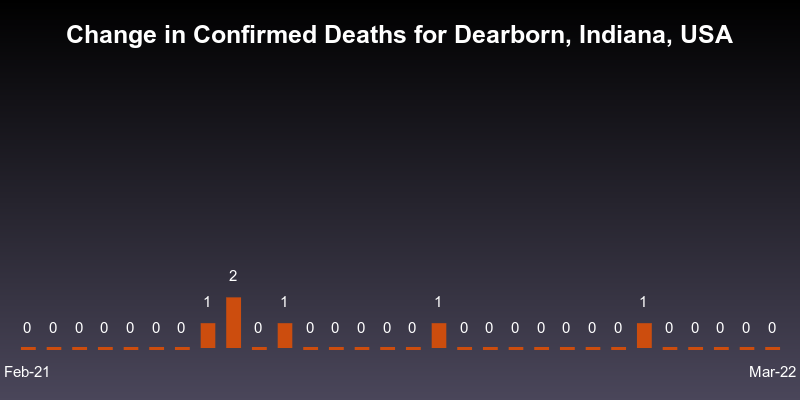 Change in Confirmed Deaths for Dearborn, Indiana, USA
2
1 1 1 1
0 0 0 0 0 0 0 0 0 0 0 0 0 0 0 0 0 0 0 0 0 0 0 0 0
Feb-21 Mar-22